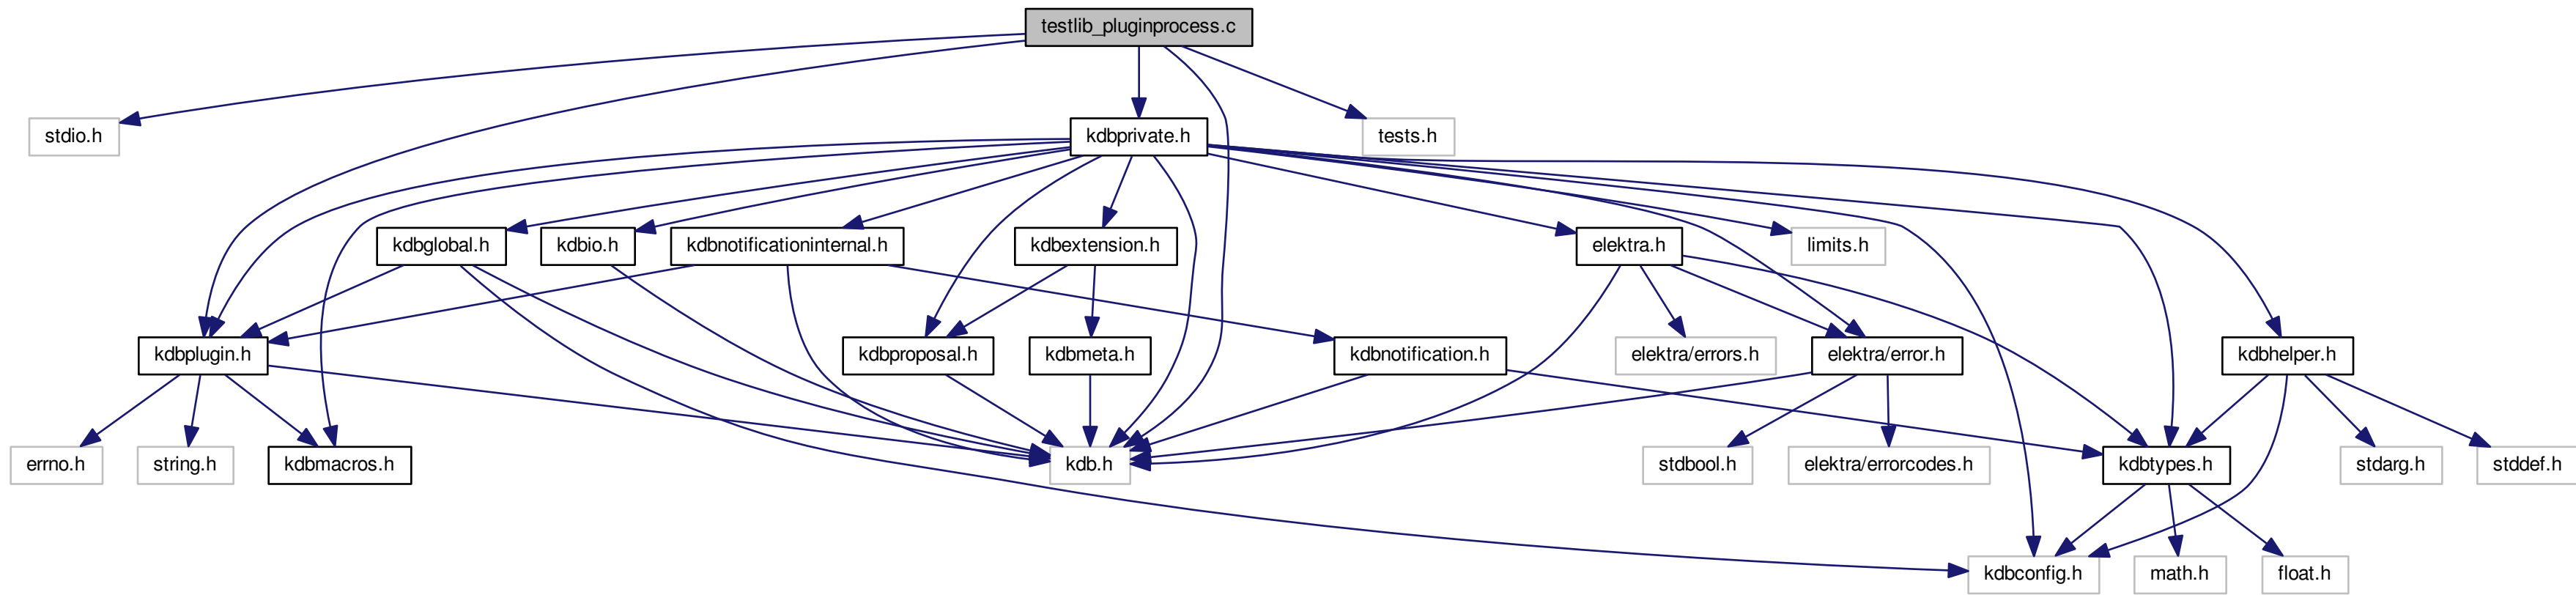 testlib_pluginprocess.c
stdio.h
kdbprivate.h
tests.h
kdbglobal.h
kdbio.h
kdbnotificationinternal.h
kdbextension.h
elektra.h
limits.h
kdbplugin.h
kdbproposal.h
kdbmeta.h
kdbnotification.h
elektra/errors.h
elektra/error.h
kdbhelper.h
errno.h
string.h
kdbmacros.h
kdb.h
stdbool.h
elektra/errorcodes.h
kdbtypes.h
stdarg.h
stddef.h
kdbconfig.h
math.h
float.h